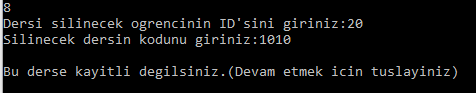 8
Dersi silinecek ogrencinin ID'sini giriniz:20
Silinecek dersin kodunu giriniz:1010
Bu derse kayitli degilsiniz.(Devam etmek icin tuslayiniz)